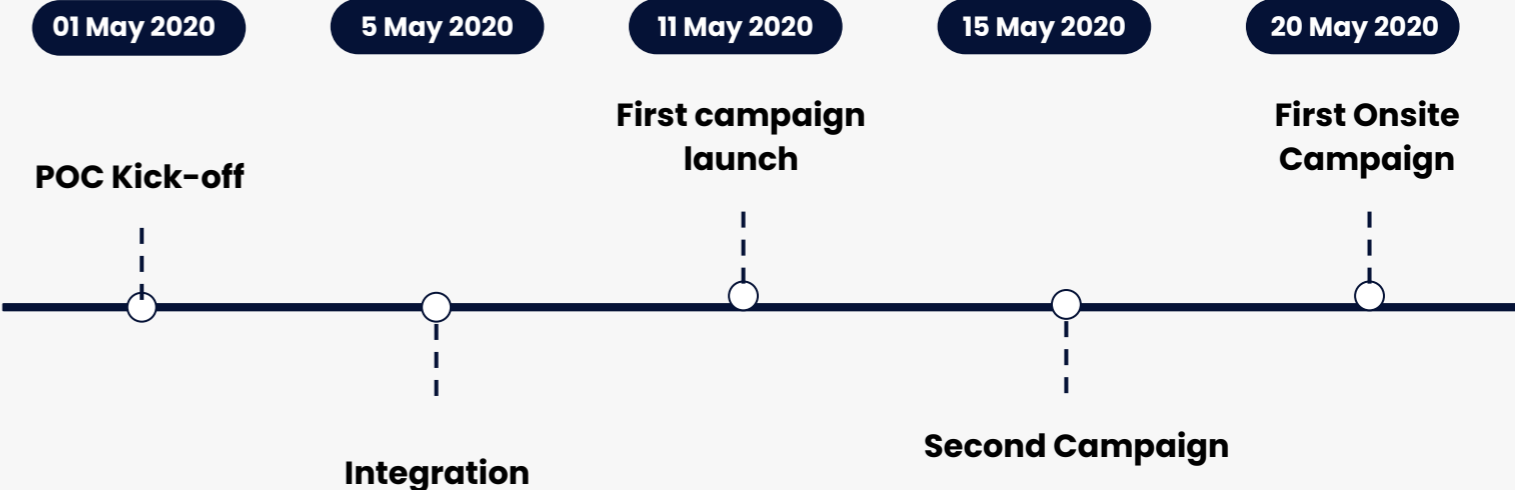 01 May 2020
5 May 2020
11 May 2020
15 May 2020
20 May 2020
First campaign
launch
First Onsite
Campaign
POC Kick-off
Second Campaign
Integration